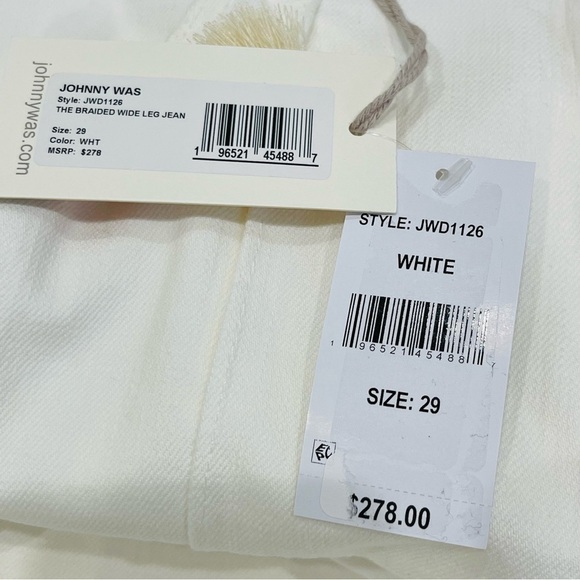 johnnywas.com
JOHNNY WAS
Style: JWD1126
THE BRAIDED WIDE LEG JEAN
Size: 29
Color: WHT
MSRP: $278
1 96521 45488 7
STYLE: JWD1126
WHITE
1 96521 45488 7
SIZE: 29
$278.00